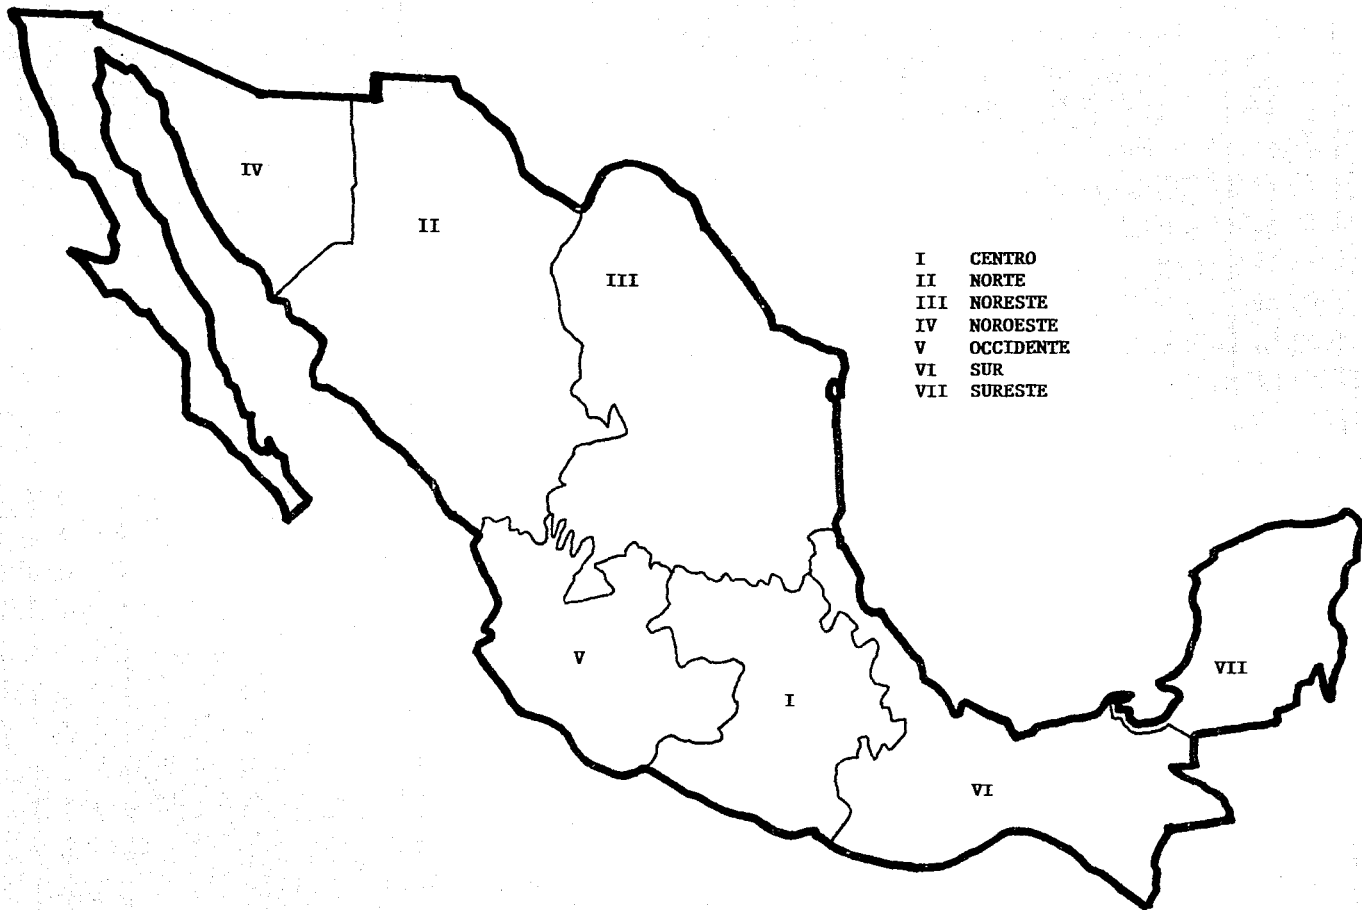 IV
II
III
I CENTRO
II NORTE
III NORESTE
IV NOROESTE
V OCCIDENTE
VI SUR
VII SURESTE
V
VII
I
VI